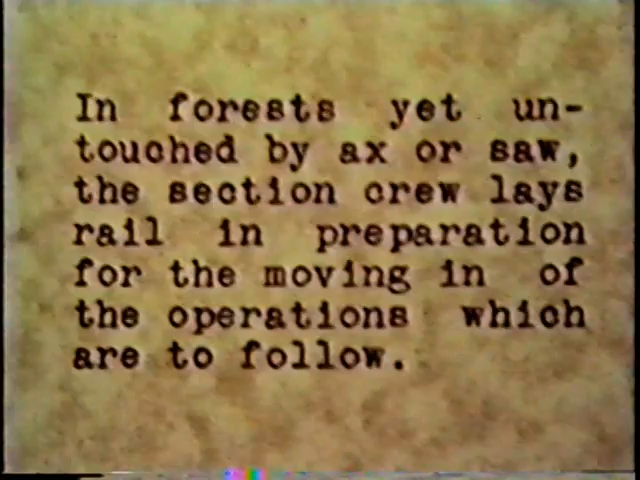 In forests yet un-
touched by ax or saw,
the section crew lays
rail in preparation
for the moving in of
the operations which
are to follow.